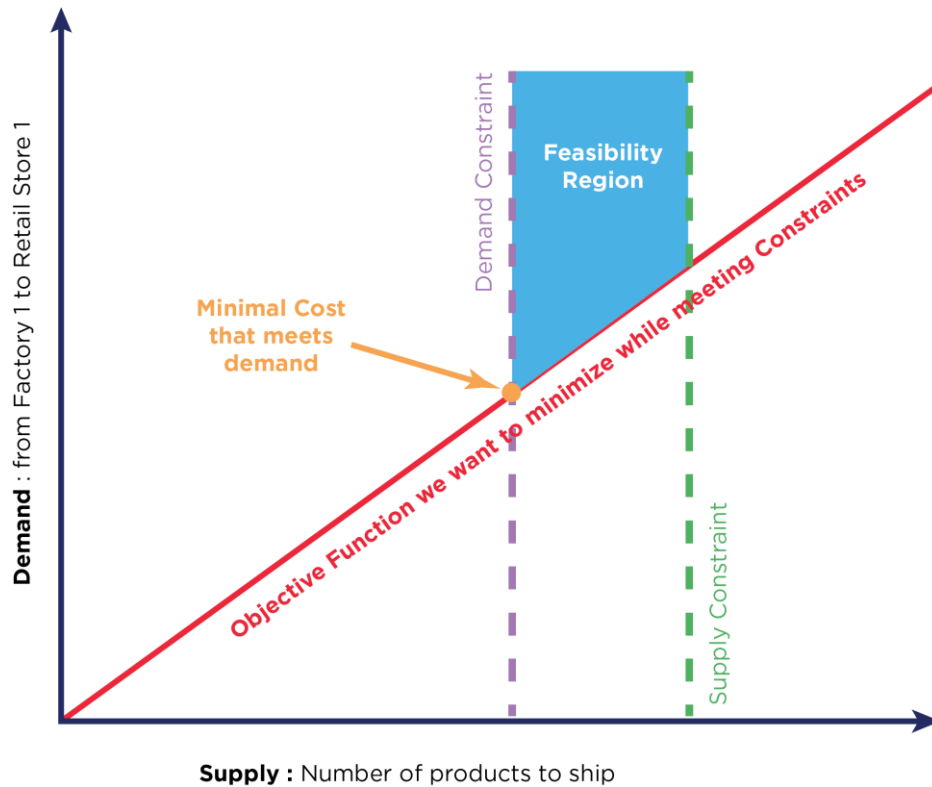 Demand : from Factory 1 to Retail Store 1
Demand Constraint
Feasibility
Region
Minimal Cost
that meets
demand
Objective Function we want to minimize while meeting Constraints
Supply Constraint
Supply : Number of products to ship